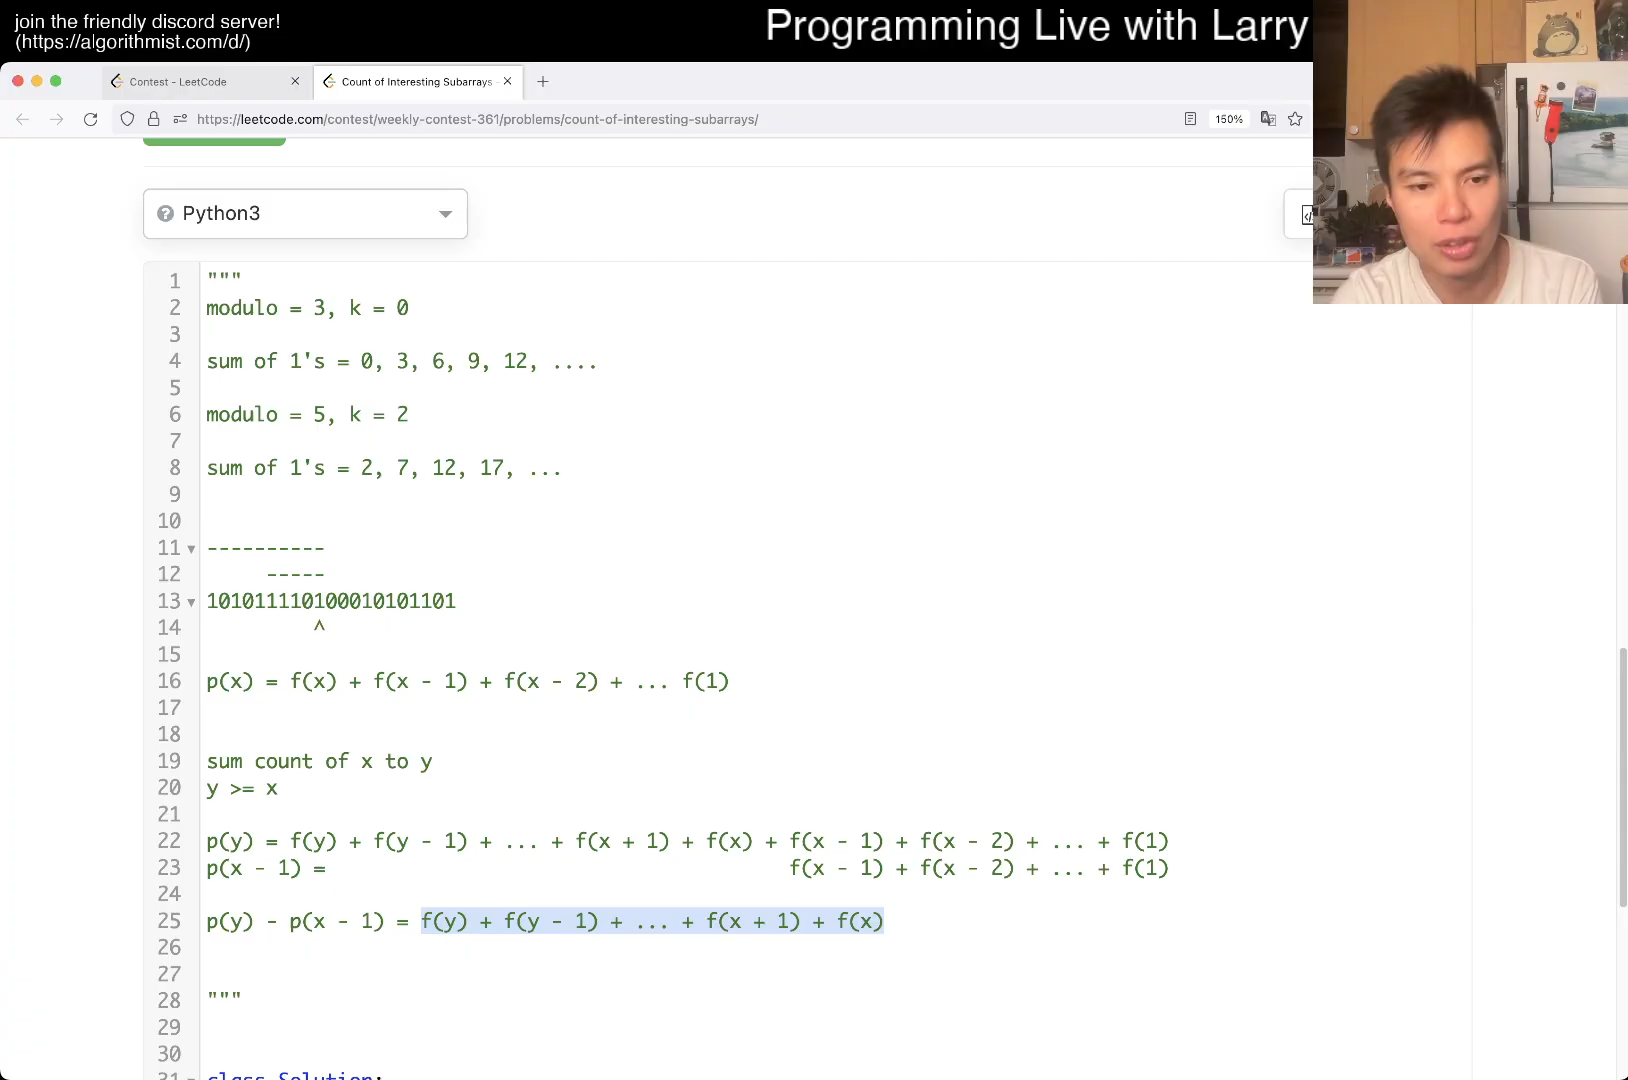 join the friendly discord server!
(https://algorithmist.com/d/)
Programming Live with Larry
Contest - LeetCode
Count of Interesting Subarrays -
https://leetcode.com/contest/weekly-contest-361/problems/count-of-interesting-subarrays/
150%
Python3
1 """
2 modulo = 3, k = 0
3
4 sum of 1's = 0, 3, 6, 9, 12, ....
5
6 modulo = 5, k = 2
7
8 sum of 1's = 2, 7, 12, 17, ...
9
10
11 ----------
12 -----
13 101011110100010101101
14 ^
15
16 p(x) = f(x) + f(x - 1) + f(x - 2) + ... f(1)
17
18
19 sum count of x to y
20 y >= x
21
22 p(y) = f(y) + f(y - 1) + ... + f(x + 1) + f(x) + f(x - 1) + f(x - 2) + ... + f(1)
23 p(x - 1) = f(x - 1) + f(x - 2) + ... + f(1)
24
25 p(y) - p(x - 1) = f(y) + f(y - 1) + ... + f(x + 1) + f(x)
26
27
28 """
29
30
31 class Solution: